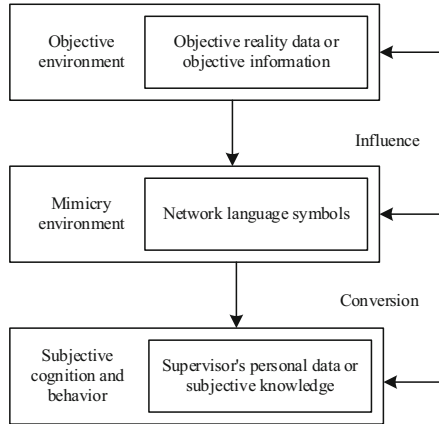 Objective
environment
Objective reality data or
objective information
Influence
Mimicry
environment
Network language symbols
Conversion
Subjective
cognition and
behavior
Supervisor's personal data or
subjective knowledge